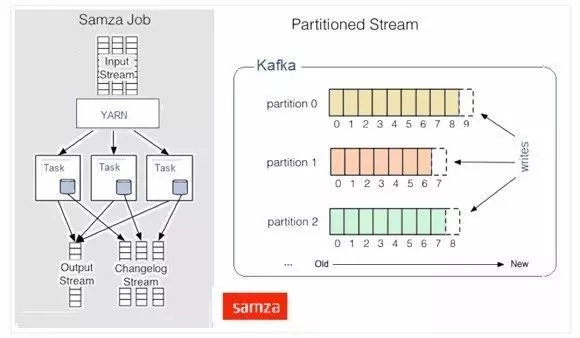 Samza Job
Input
Stream
YARN
Task
Task
Task
Output
Stream
Changelog
Stream
Partitioned Stream
Kafka
partition 0
0 1 2 3 4 5 6 7 8 9
partition 1
0 1 2 3 4 5 6 7
partition 2
0 1 2 3 4 5 6 7 8
writes
... Old New
samza